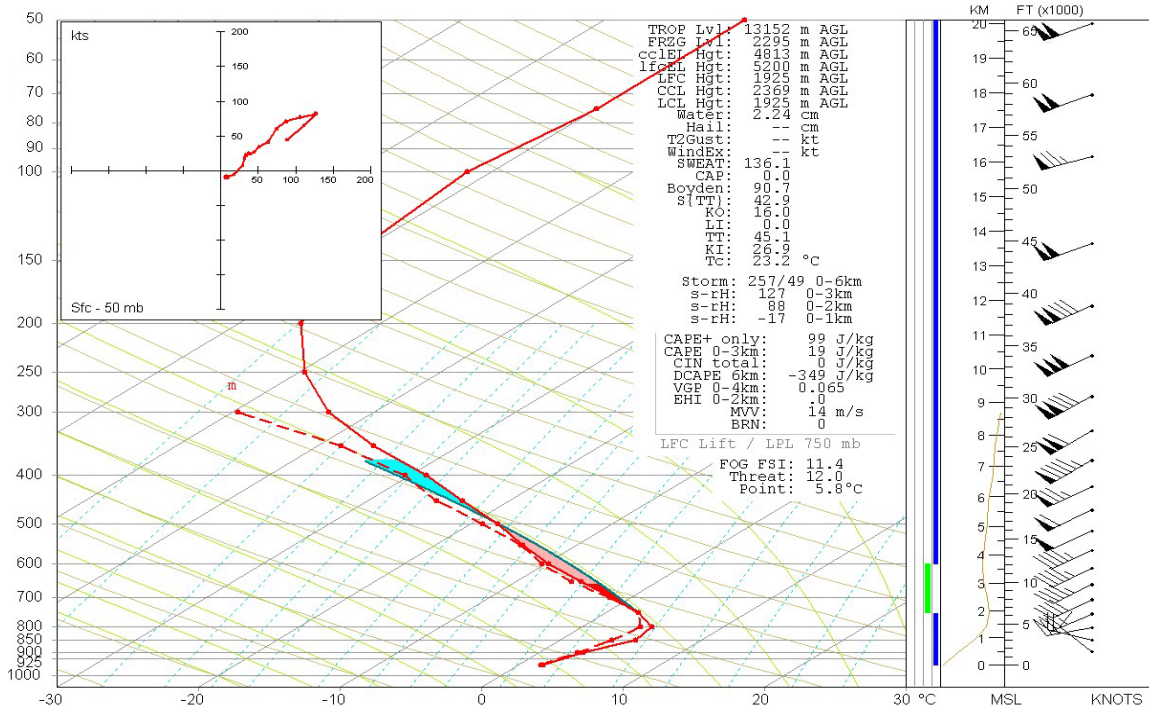 50
60
70
80
90
100
150
200
250
300
400
500
600
700
800
850
900
925
1000
-30
-20
-10
0
10
20
30
°C
kts
200
150
100
50
50
100
150
200
Sfc - 50 mb
m
TROP Lvl: 13152 m AGL
FRZG Lvl: 2295 m AGL
cclEL Hgt: 4813 m AGL
lfcEL Hgt: 5200 m AGL
LFC Hgt: 1925 m AGL
CCL Hgt: 2369 m AGL
LCL Hgt: 1925 m AGL
Water: 2.24 cm
Hail: -- cm
T2Gust: -- kt
WindEx: -- kt
SWEAT: 136.1
CAP: 0.0
Boyden: 90.7
S{TT}: 42.9
KO: 16.0
LI: 0.0
TT: 45.1
KI: 26.9
Tc: 23.2 °C
Storm: 257/49 0-6km
s-rH: 127 0-3km
s-rH: 88 0-2km
s-rH: -17 0-1km
CAPE+ only: 99 J/kg
CAPE 0-3km: 19 J/kg
CIN total: 0 J/kg
DCAPE 6km: -349 J/kg
VGP 0-4km: 0.065
EHI 0-2km: .0
MVV: 14 m/s
BRN: 0
LFC Lift / LPL 750 mb
FOG FSI: 11.4
Threat: 12.0
Point: 5.8°C
KM
FT (x1000)
20
19
18
17
16
15
14
13
12
11
10
9
8
7
6
5
4
3
2
1
0
65
60
55
50
45
40
35
30
25
20
15
10
5
0
MSL
KNOTS